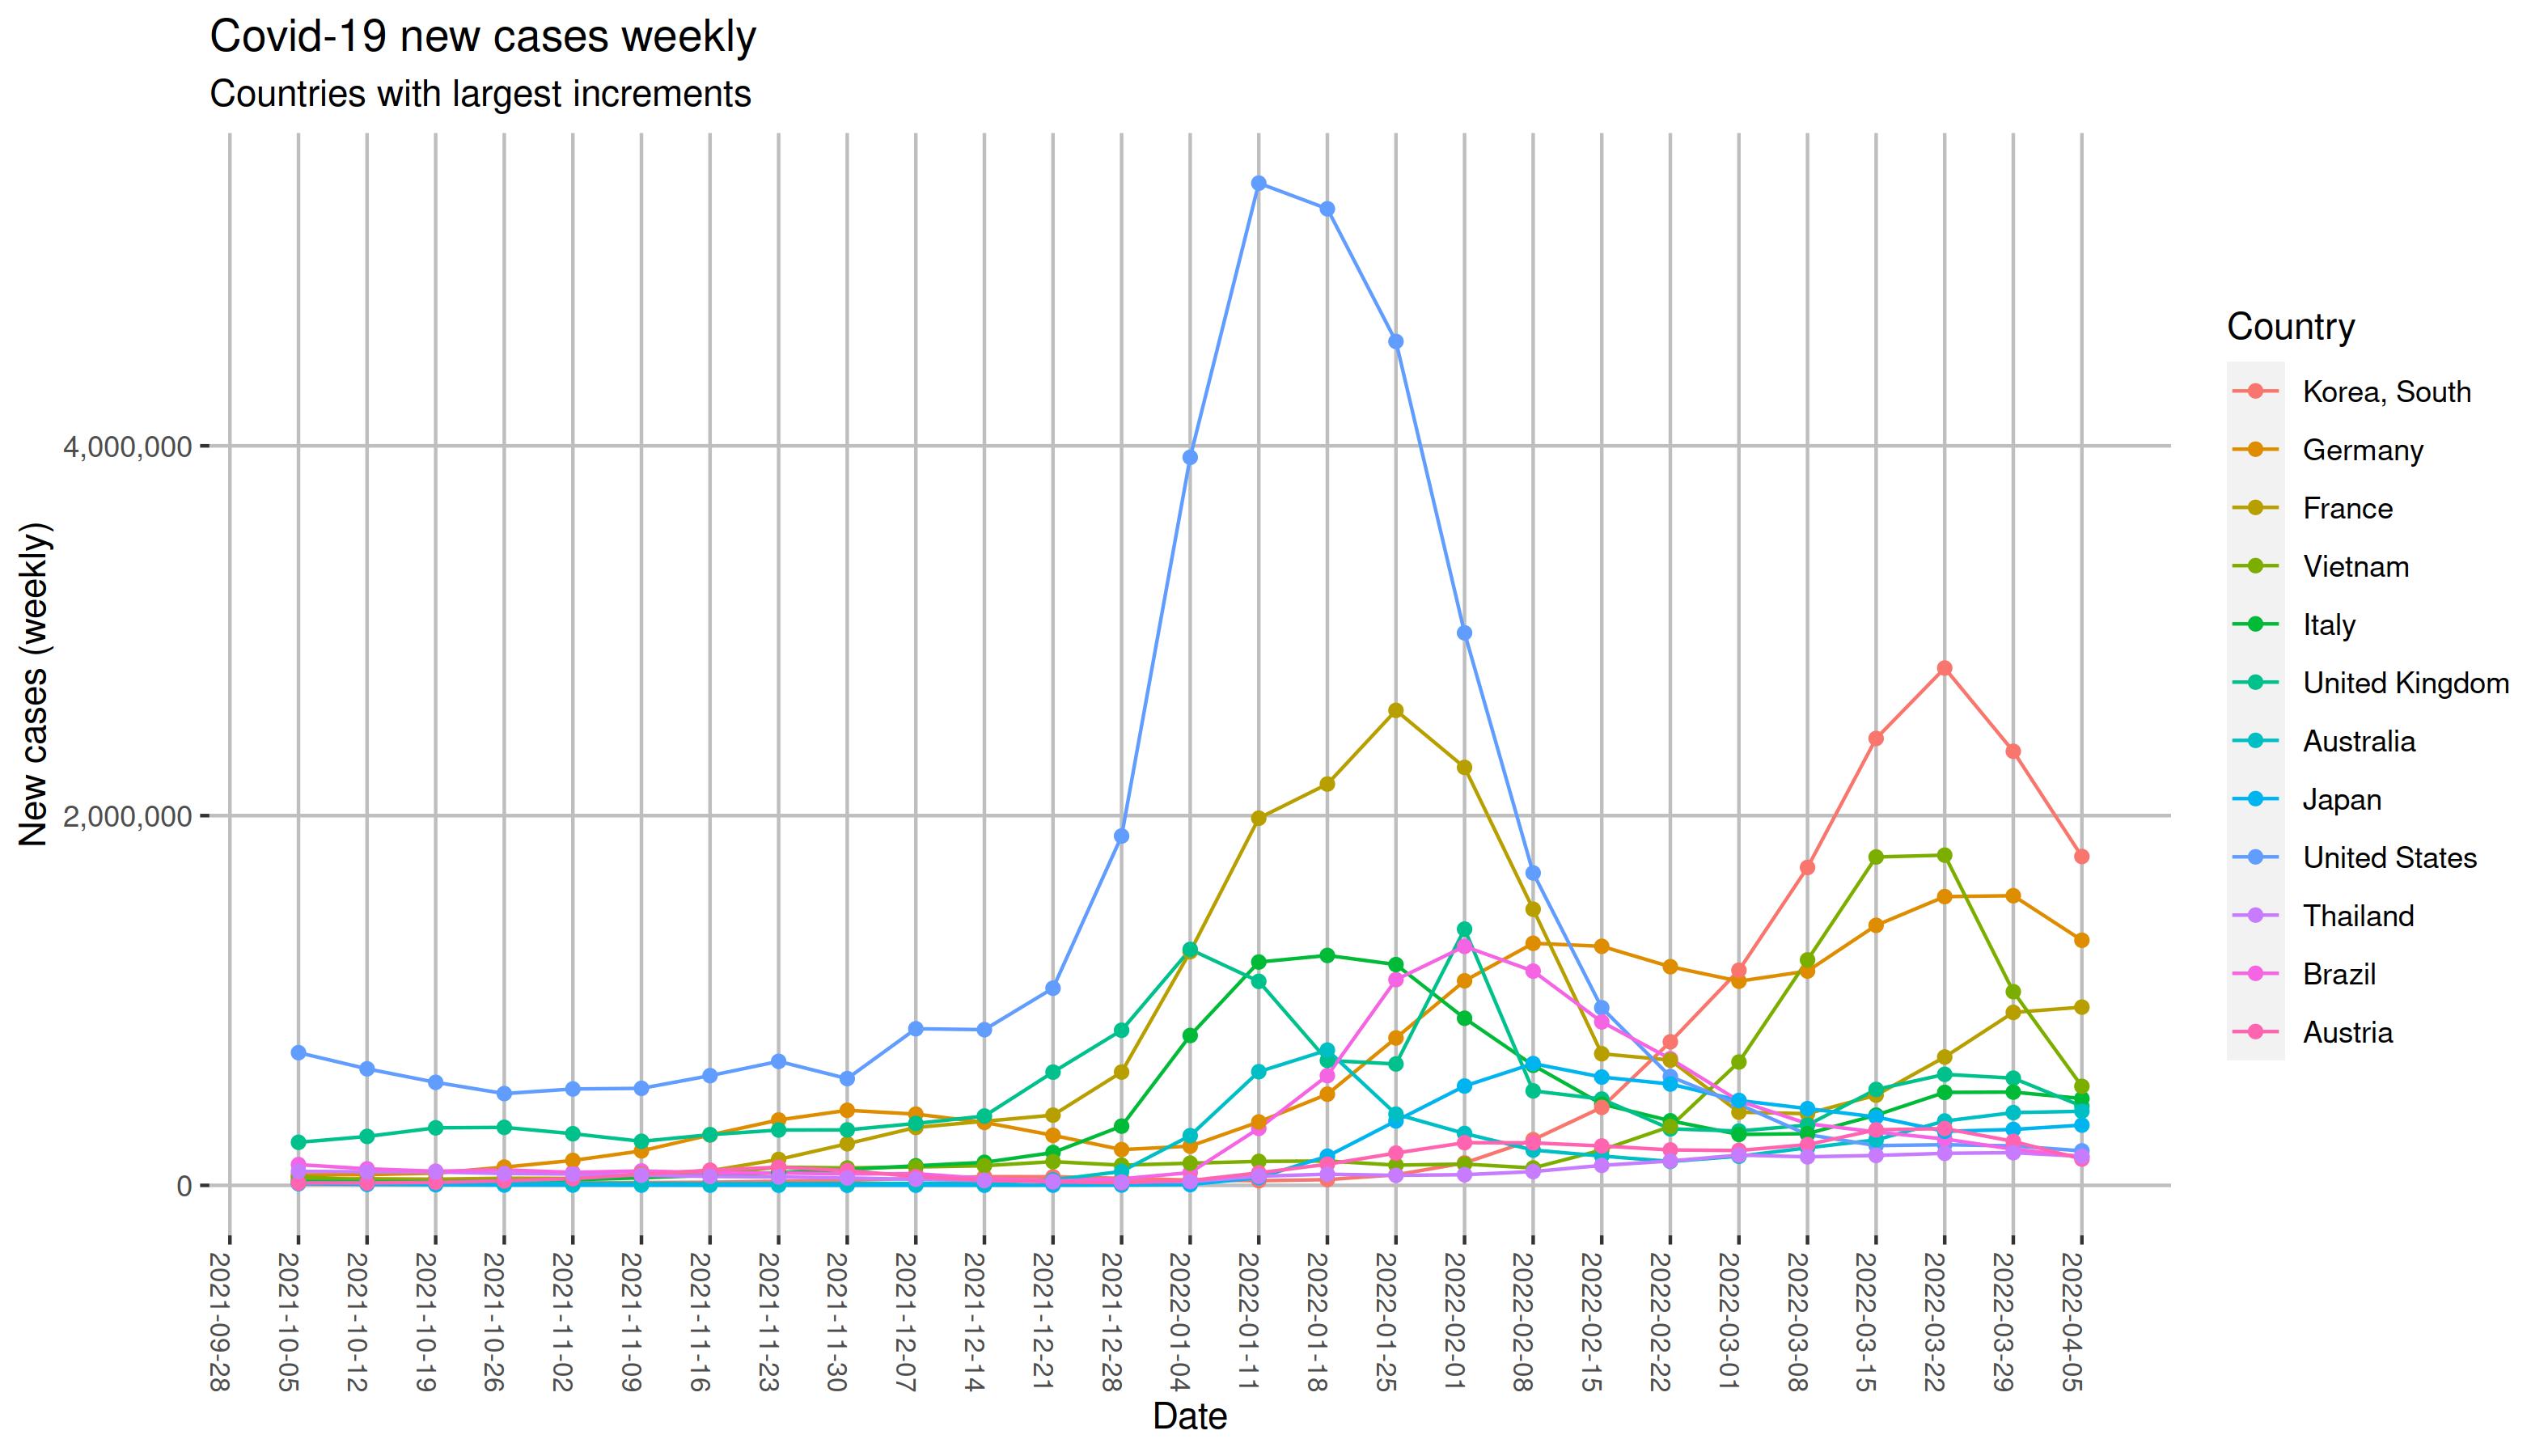 Covid-19 new cases weekly
Countries with largest increments
New cases (weekly)
4,000,000
2,000,000
0
2021-09-28
2021-10-05
2021-10-12
2021-10-19
2021-10-26
2021-11-02
2021-11-09
2021-11-16
2021-11-23
2021-11-30
2021-12-07
2021-12-14
2021-12-21
2021-12-28
2022-01-04
2022-01-11
2022-01-18
2022-01-25
2022-02-01
2022-02-08
2022-02-15
2022-02-22
2022-03-01
2022-03-08
2022-03-15
2022-03-22
2022-03-29
2022-04-05
Date
Country
Korea, South
Germany
France
Vietnam
Italy
United Kingdom
Australia
Japan
United States
Thailand
Brazil
Austria